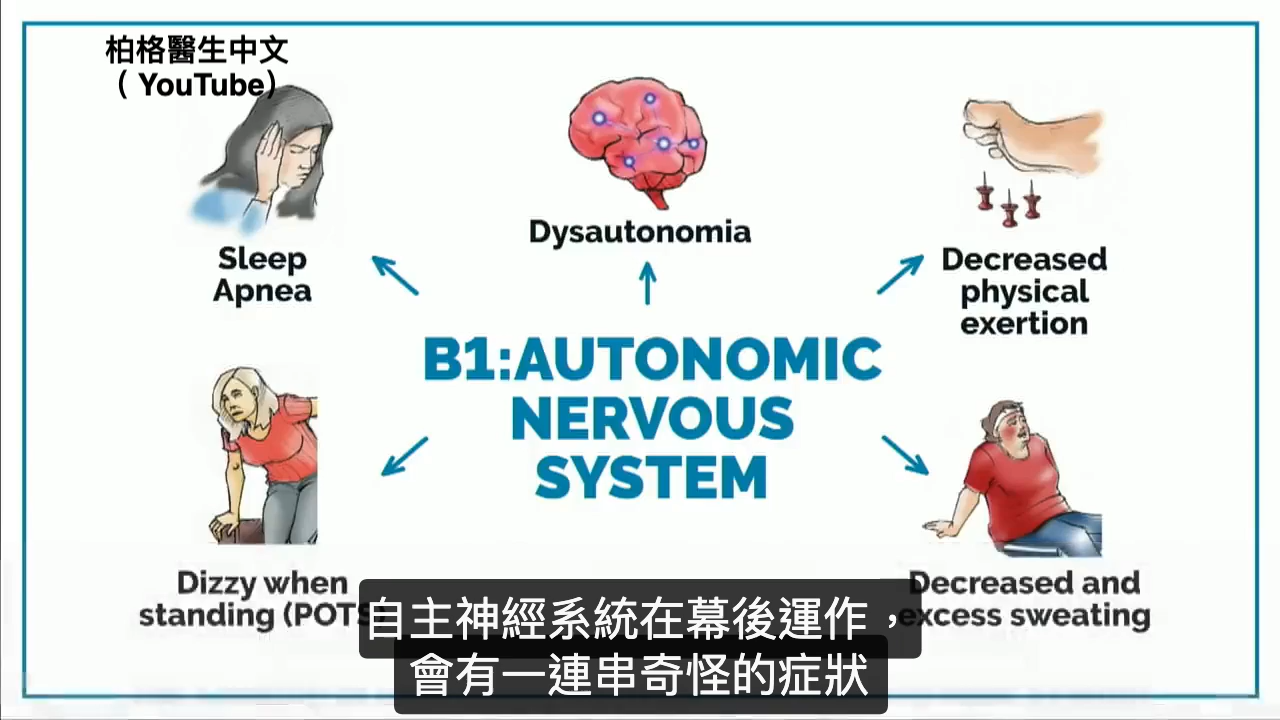 柏格醫生中文
( YouTube)
Sleep
Apnea
Dysautonomia
Decreased
physical
exertion
B1:AUTONOMIC
NERVOUS
SYSTEM
Dizzy when
standing (POTS)
Decreased and
excess sweating
自主神經系統在幕後運作，
會有一連串奇怪的症狀